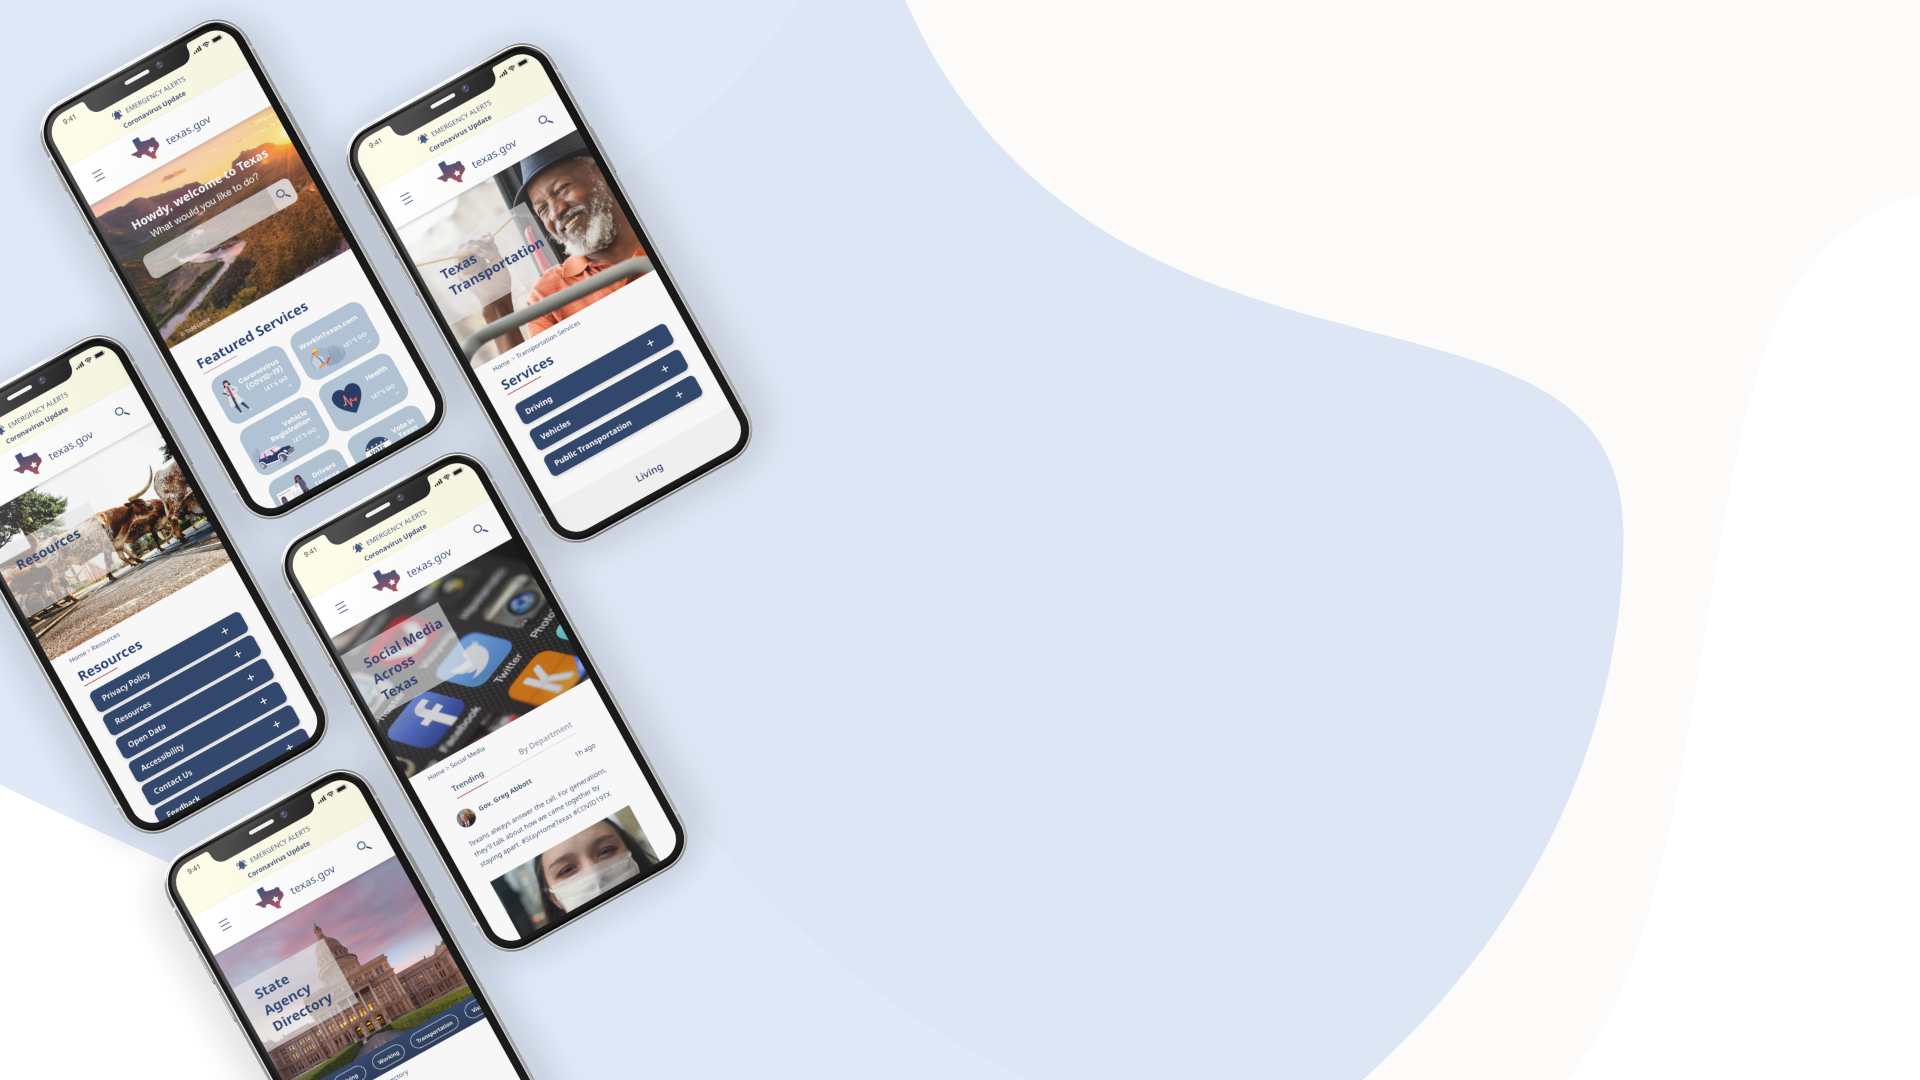 9:41
EMERGENCY ALERTS
Coronavirus Update
texas.gov
Howdy, welcome to Texas
What would you like to do?
Featured Services
Coronavirus
(COVID-19)
LET'S GO
WorkinTexas.com
LET'S GO
Vehicle
Registration
LET'S GO
Health
LET'S GO
Drivers
License
Vote in
Texas
9:41
EMERGENCY ALERTS
Coronavirus Update
texas.gov
Texas
Transportation
Home > Transportation Services
Services
Driving
+
Vehicles
+
Public Transportation
+
Living
EMERGENCY ALERTS
Coronavirus Update
texas.gov
Resources
Home > Resources
Resources
Privacy Policy
+
Resources
+
Open Data
+
Accessibility
+
Contact Us
+
Feedback
+
9:41
EMERGENCY ALERTS
Coronavirus Update
texas.gov
Social Media
Across
Texas
Facebook
Twitter
Photo
Home > Social Media
Trending
By Department
Gov. Greg Abbott
1h ago
Texans always answer the call. For generations,
they'll talk about how we came together by
staying apart. #StayHomeTexas #COVID19TX
9:41
EMERGENCY ALERTS
Coronavirus Update
texas.gov
State
Agency
Directory
Working
Transportation